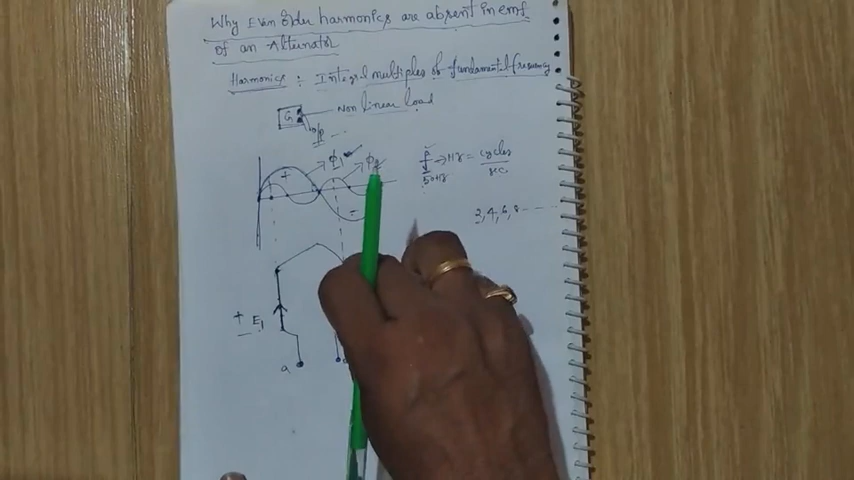 Why Even Order harmonics are absent in emf
of an Alternator
Harmonics : Integral multiples of fundamental frequency
G
Non linear load
o/p
+
ϕ1
ϕ2
-
f → Hz = cycles
sec
50Hz
2, 4, 6, 8 - - - -
+ E1
a